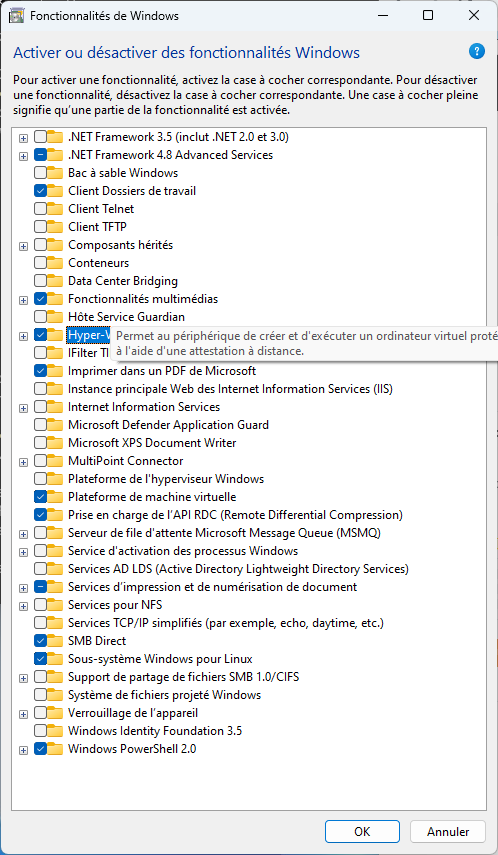 Fonctionnalités de Windows
Activer ou désactiver des fonctionnalités Windows
?
Pour activer une fonctionnalité, activez la case à cocher correspondante. Pour désactiver
une fonctionnalité, désactivez la case à cocher correspondante. Une case à cocher pleine
signifie qu'une partie de la fonctionnalité est activée.
.NET Framework 3.5 (inclut .NET 2.0 et 3.0)
.NET Framework 4.8 Advanced Services
Bac à sable Windows
Client Dossiers de travail
Client Telnet
Client TFTP
Composants hérités
Conteneurs
Data Center Bridging
Fonctionnalités multimédias
Hôte Service Guardian
Hyper-V
Permet au périphérique de créer et d'exécuter un ordinateur virtuel proté
à l'aide d'une attestation à distance.
IFilter TI
Imprimer dans un PDF de Microsoft
Instance principale Web des Internet Information Services (IIS)
Internet Information Services
Microsoft Defender Application Guard
Microsoft XPS Document Writer
MultiPoint Connector
Plateforme de l'hyperviseur Windows
Plateforme de machine virtuelle
Prise en charge de l'API RDC (Remote Differential Compression)
Serveur de file d'attente Microsoft Message Queue (MSMQ)
Service d'activation des processus Windows
Services AD LDS (Active Directory Lightweight Directory Services)
Services d'impression et de numérisation de document
Services pour NFS
Services TCP/IP simplifiés (par exemple, echo, daytime, etc.)
SMB Direct
Sous-système Windows pour Linux
Support de partage de fichiers SMB 1.0/CIFS
Système de fichiers projeté Windows
Verrouillage de l'appareil
Windows Identity Foundation 3.5
Windows PowerShell 2.0
OK
Annuler